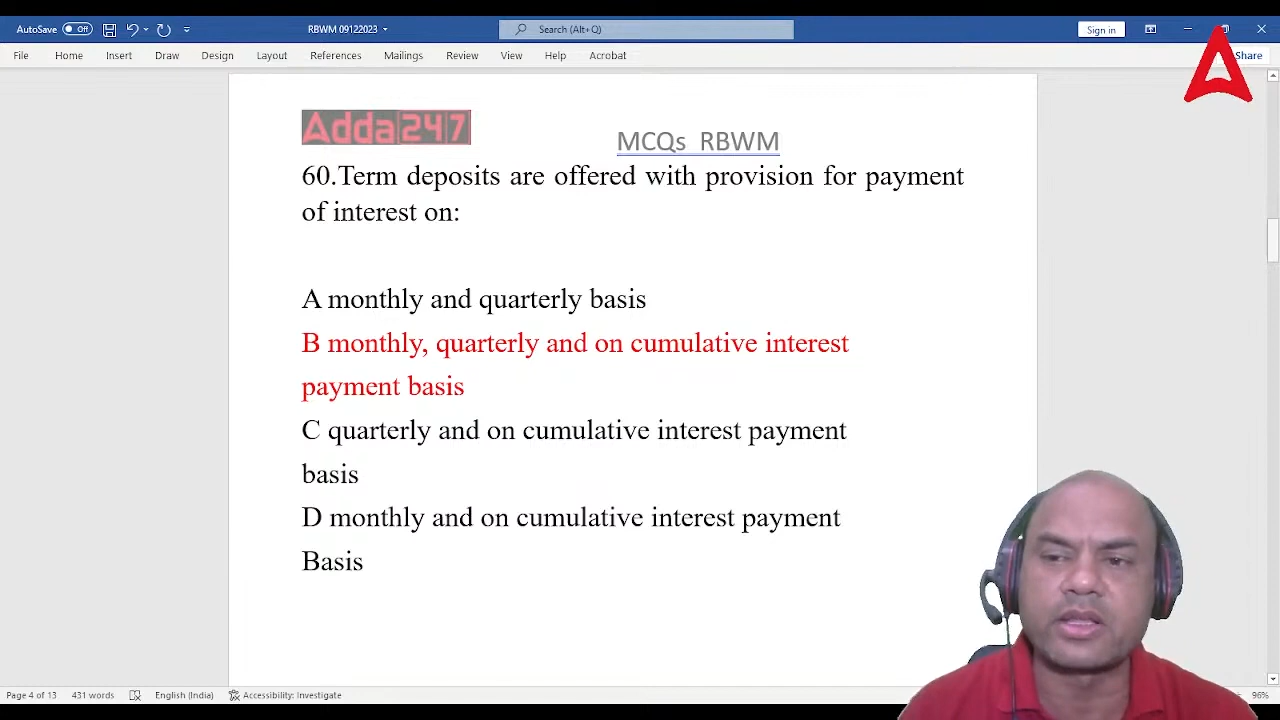 AutoSave Off RBWM 09122023 Search (Alt+Q) Sign in
File Home Insert Draw Design Layout References Mailings Review View Help Acrobat Share
Adda247
MCQs RBWM
60.Term deposits are offered with provision for payment
of interest on:
A monthly and quarterly basis
B monthly, quarterly and on cumulative interest
payment basis
C quarterly and on cumulative interest payment
basis
D monthly and on cumulative interest payment
Basis
Page 4 of 13 431 words English (India) Accessibility: Investigate 96%